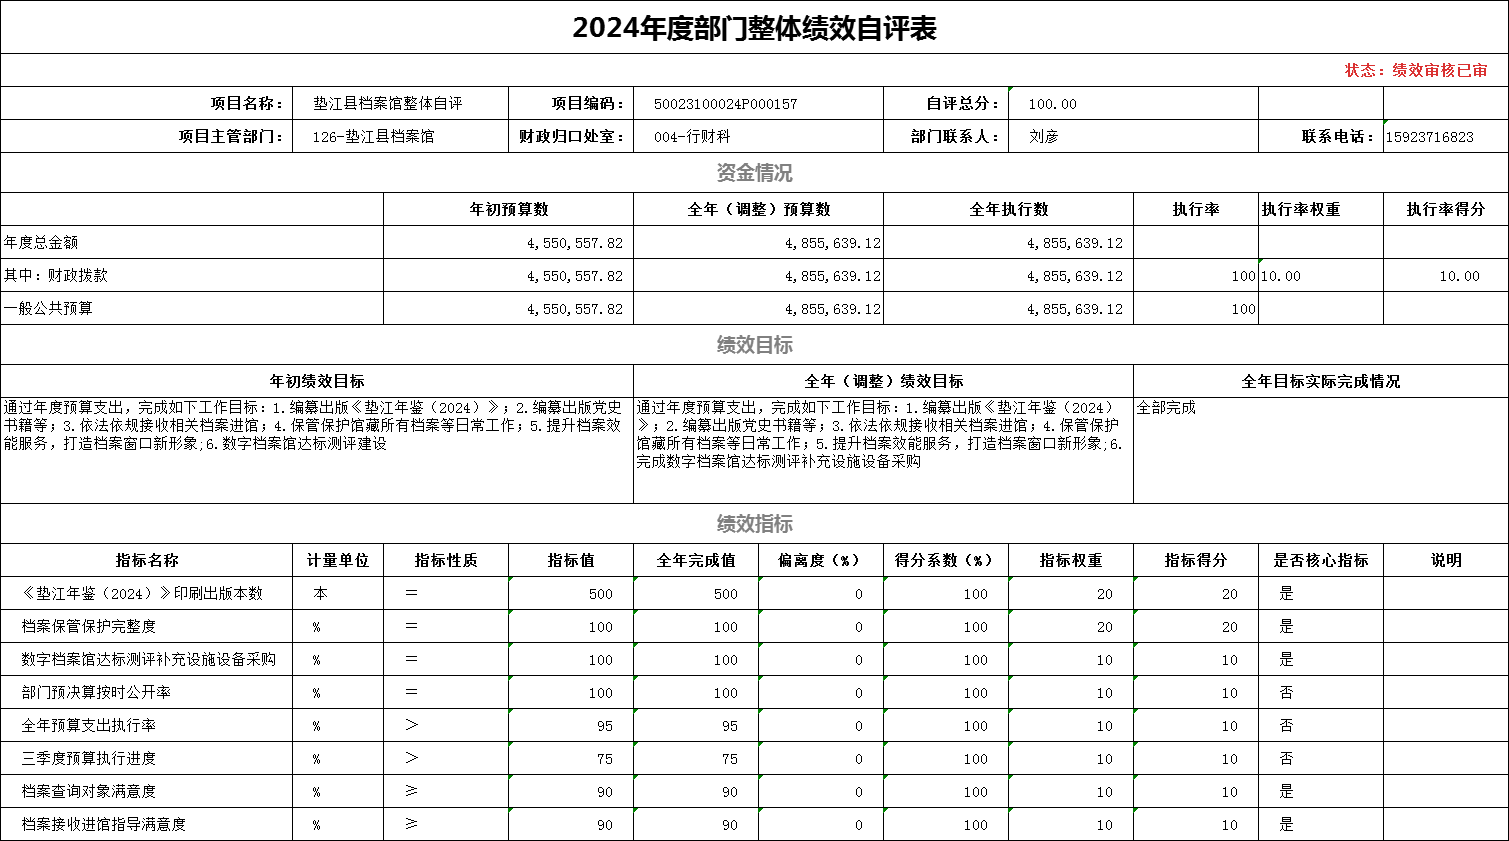 2024年度部门整体绩效自评表
状态：绩效审核已审
项目名称： 垫江县档案馆整体自评 项目编码： 50023100024P000157 自评总分： 100.00
项目主管部门： 126-垫江县档案馆 财政归口处室： 004-行财科 部门联系人： 刘彦 联系电话： 15923716823
资金情况
年初预算数 全年（调整）预算数 全年执行数 执行率 执行率权重 执行率得分
年度总金额 4,550,557.82 4,855,639.12 4,855,639.12
其中：财政拨款 4,550,557.82 4,855,639.12 4,855,639.12 100 10.00 10.00
一般公共预算 4,550,557.82 4,855,639.12 4,855,639.12 100
绩效目标
年初绩效目标 全年（调整）绩效目标 全年目标实际完成情况
通过年度预算支出，完成如下工作目标：1.编纂出版《垫江年鉴（2024）》；2.编纂出版党史
书籍等；3.依法依规接收相关档案进馆；4.保管保护馆藏所有档案等日常工作；5.提升档案效
能服务，打造档案窗口新形象;6.数字档案馆达标测评建设
通过年度预算支出，完成如下工作目标：1.编纂出版《垫江年鉴（2024）
》；2.编纂出版党史书籍等；3.依法依规接收相关档案进馆；4.保管保护
馆藏所有档案等日常工作；5.提升档案效能服务，打造档案窗口新形象;6.
完成数字档案馆达标测评补充设施设备采购
全部完成
绩效指标
指标名称 计量单位 指标性质 指标值 全年完成值 偏离度（%） 得分系数（%） 指标权重 指标得分 是否核心指标 说明
《垫江年鉴（2024）》印刷出版本数 本 ＝ 500 500 0 100 20 20 是
档案保管保护完整度 % ＝ 100 100 0 100 20 20 是
数字档案馆达标测评补充设施设备采购 % ＝ 100 100 0 100 10 10 是
部门预决算按时公开率 % ＝ 100 100 0 100 10 10 否
全年预算支出执行率 % ＞ 95 95 0 100 10 10 否
三季度预算执行进度 % ＞ 75 75 0 100 10 10 否
档案查询对象满意度 % ≥ 90 90 0 100 10 10 是
档案接收进馆指导满意度 % ≥ 90 90 0 100 10 10 是